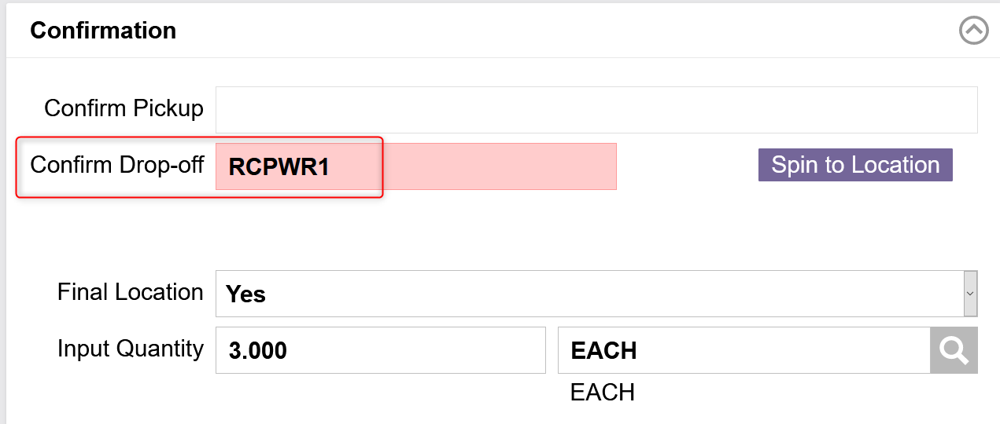 Confirmation
Confirm Pickup
Confirm Drop-off RCPWR1 Spin to Location
Final Location Yes
Input Quantity 3.000 EACH
EACH